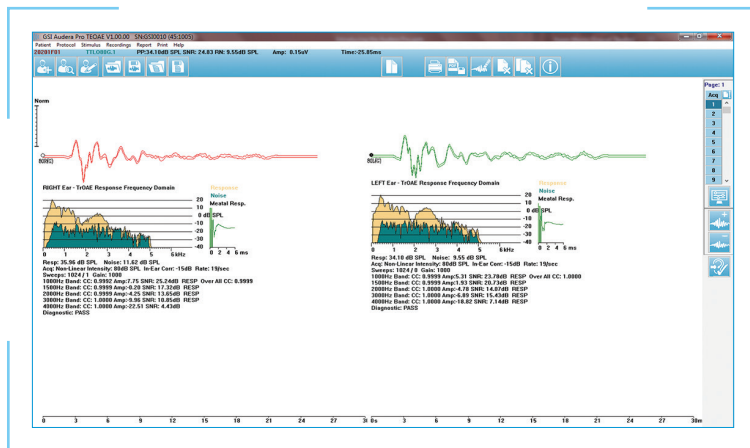 GSI Audera Pro TEOAE V1.00.00 SN:GSI0010 (45:1005)
Patient Protocol Stimulus Recordings Report Print Help
20201F01 TTL000G.1 PP:34.10dB SPL SNR: 24.03 RN: 9.55dB SPL Amp: 0.15uV Time:-25.85ms
Page: 1
Acq
1
2
3
4
5
6
7
8
9
Norm
RIGHT Ear - TrOAE Response Frequency Domain
Response
Noise
Meatal Resp.
20
10
0 dB SPL
-10
-20
-30
-40
0 1 2 3 4 5 6kHz
0 2 4 6 ms
Resp: 35.96 dB SPL Noise: 11.62 dB SPL
Acq: Non-Linear Intensity: 80dB SPL In-Ear Corr: -15dB Rate: 19/sec
Sweeps: 1024 / 1 Gain: 1000
1000Hz Band: CC: 0.9992 Amp:7.75 SNR: 25.24dB RESP Over All CC: 0.9999
1500Hz Band: CC: 0.9999 Amp:-0.20 SNR: 17.32dB RESP
2000Hz Band: CC: 1.0000 Amp:-4.25 SNR: 13.65dB RESP
3000Hz Band: CC: 1.0000 Amp:-9.96 SNR: 10.85dB RESP
4000Hz Band: CC: 1.0000 Amp:-22.51 SNR: 4.43dB
Diagnostic: PASS
LEFT Ear - TrOAE Response Frequency Domain
Response
Noise
Meatal Resp.
20
10
0 dB SPL
-10
-20
-30
-40
0 1 2 3 4 5 6kHz
0 2 4 6 ms
Resp: 34.10 dB SPL Noise: 9.55 dB SPL
Acq: Non-Linear Intensity: 80dB SPL In-Ear Corr: -15dB Rate: 19/sec
Sweeps: 1024 / 0 Gain: 1000
1000Hz Band: CC: 0.9999 Amp:5.31 SNR: 23.78dB RESP Over All CC: 1.0000
1500Hz Band: CC: 0.9999 Amp:1.93 SNR: 20.73dB RESP
2000Hz Band: CC: 1.0000 Amp:-4.78 SNR: 14.07dB RESP
3000Hz Band: CC: 1.0000 Amp:-6.89 SNR: 15.43dB RESP
4000Hz Band: CC: 1.0000 Amp:-18.82 SNR: 7.14dB RESP
Diagnostic: PASS
0 3 6 9 12 15 18 21 24 27 30
0s 3 6 9 12 15 18 21 24 27 30m